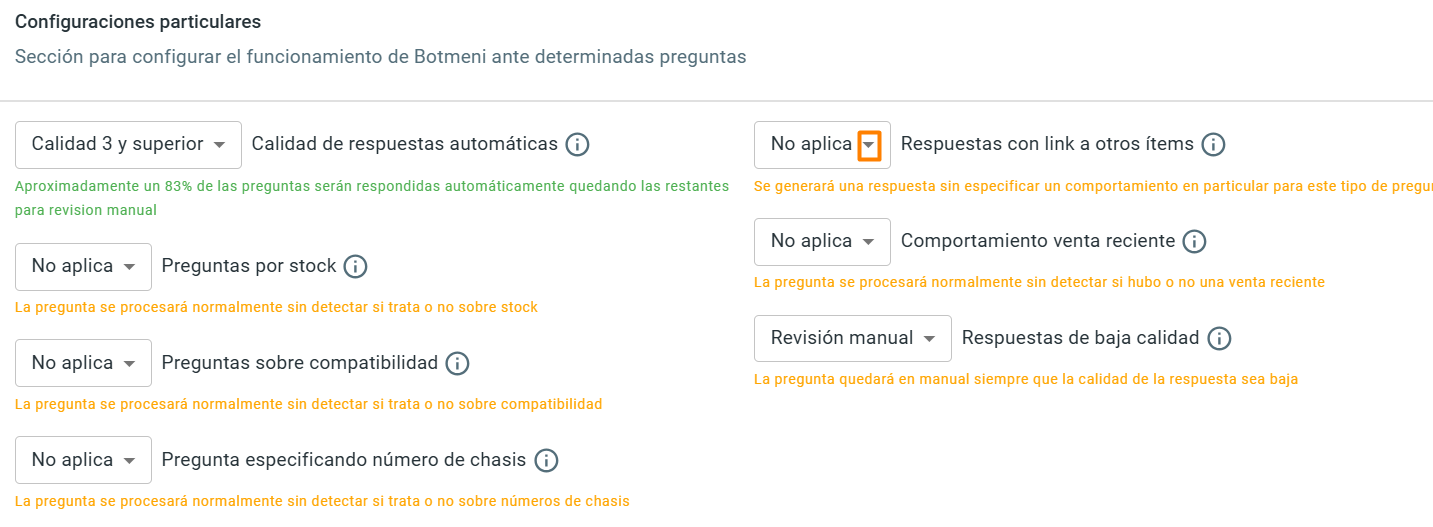 Configuraciones particulares
Sección para configurar el funcionamiento de Botmeni ante determinadas preguntas
Calidad 3 y superior Calidad de respuestas automáticas
Aproximadamente un 83% de las preguntas serán respondidas automáticamente quedando las restantes
para revision manual
No aplica Preguntas por stock
La pregunta se procesará normalmente sin detectar si trata o no sobre stock
No aplica Preguntas sobre compatibilidad
La pregunta se procesará normalmente sin detectar si trata o no sobre compatibilidad
No aplica Pregunta especificando número de chasis
La pregunta se procesará normalmente sin detectar si trata o no sobre números de chasis
No aplica Respuestas con link a otros ítems
Se generará una respuesta sin especificar un comportamiento en particular para este tipo de
No aplica Comportamiento venta reciente
La pregunta se procesará normalmente sin detectar si hubo o no una venta reciente
Revisión manual Respuestas de baja calidad
La pregunta quedará en manual siempre que la calidad de la respuesta sea baja